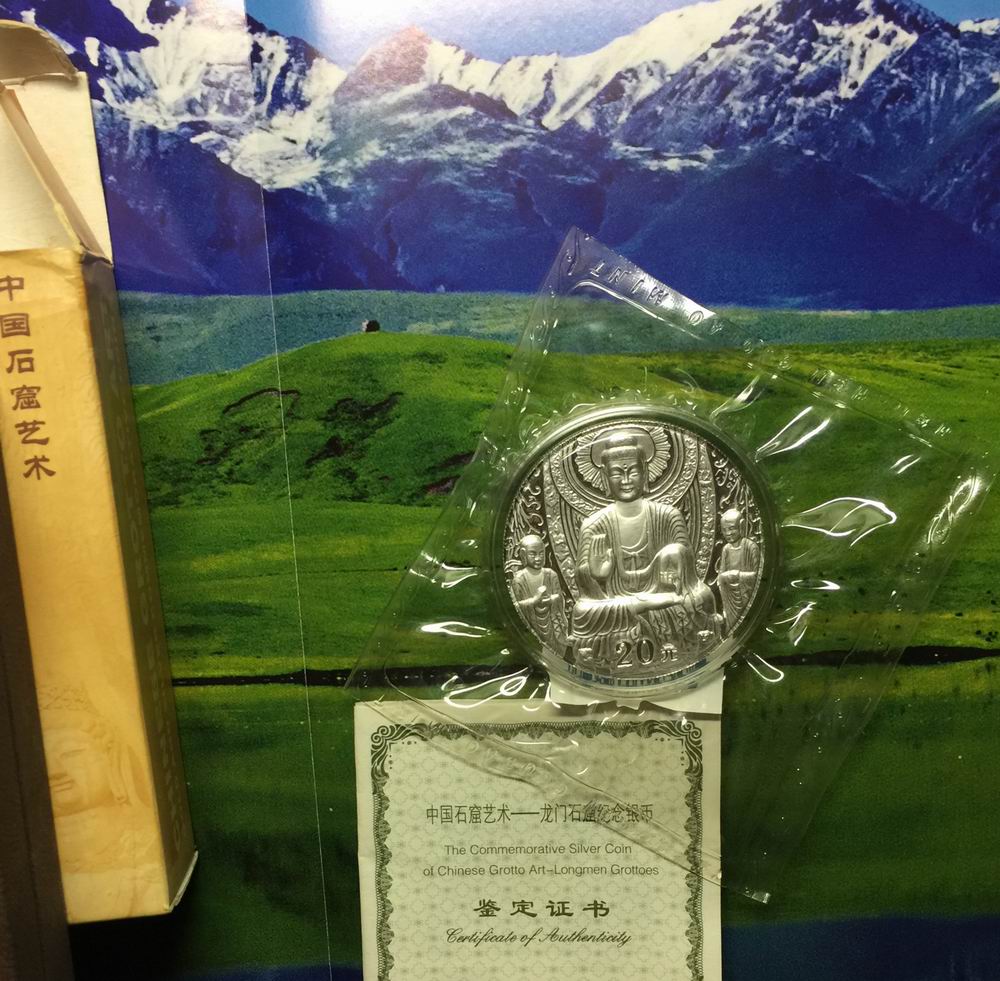 中国石窟艺术
MINT
20元
中国石窟艺术——龙门石窟纪念银币
The Commemorative Silver Coin
of Chinese Grotto Art-Longmen Grottoes
鉴定证书
Certificate of Authenticity